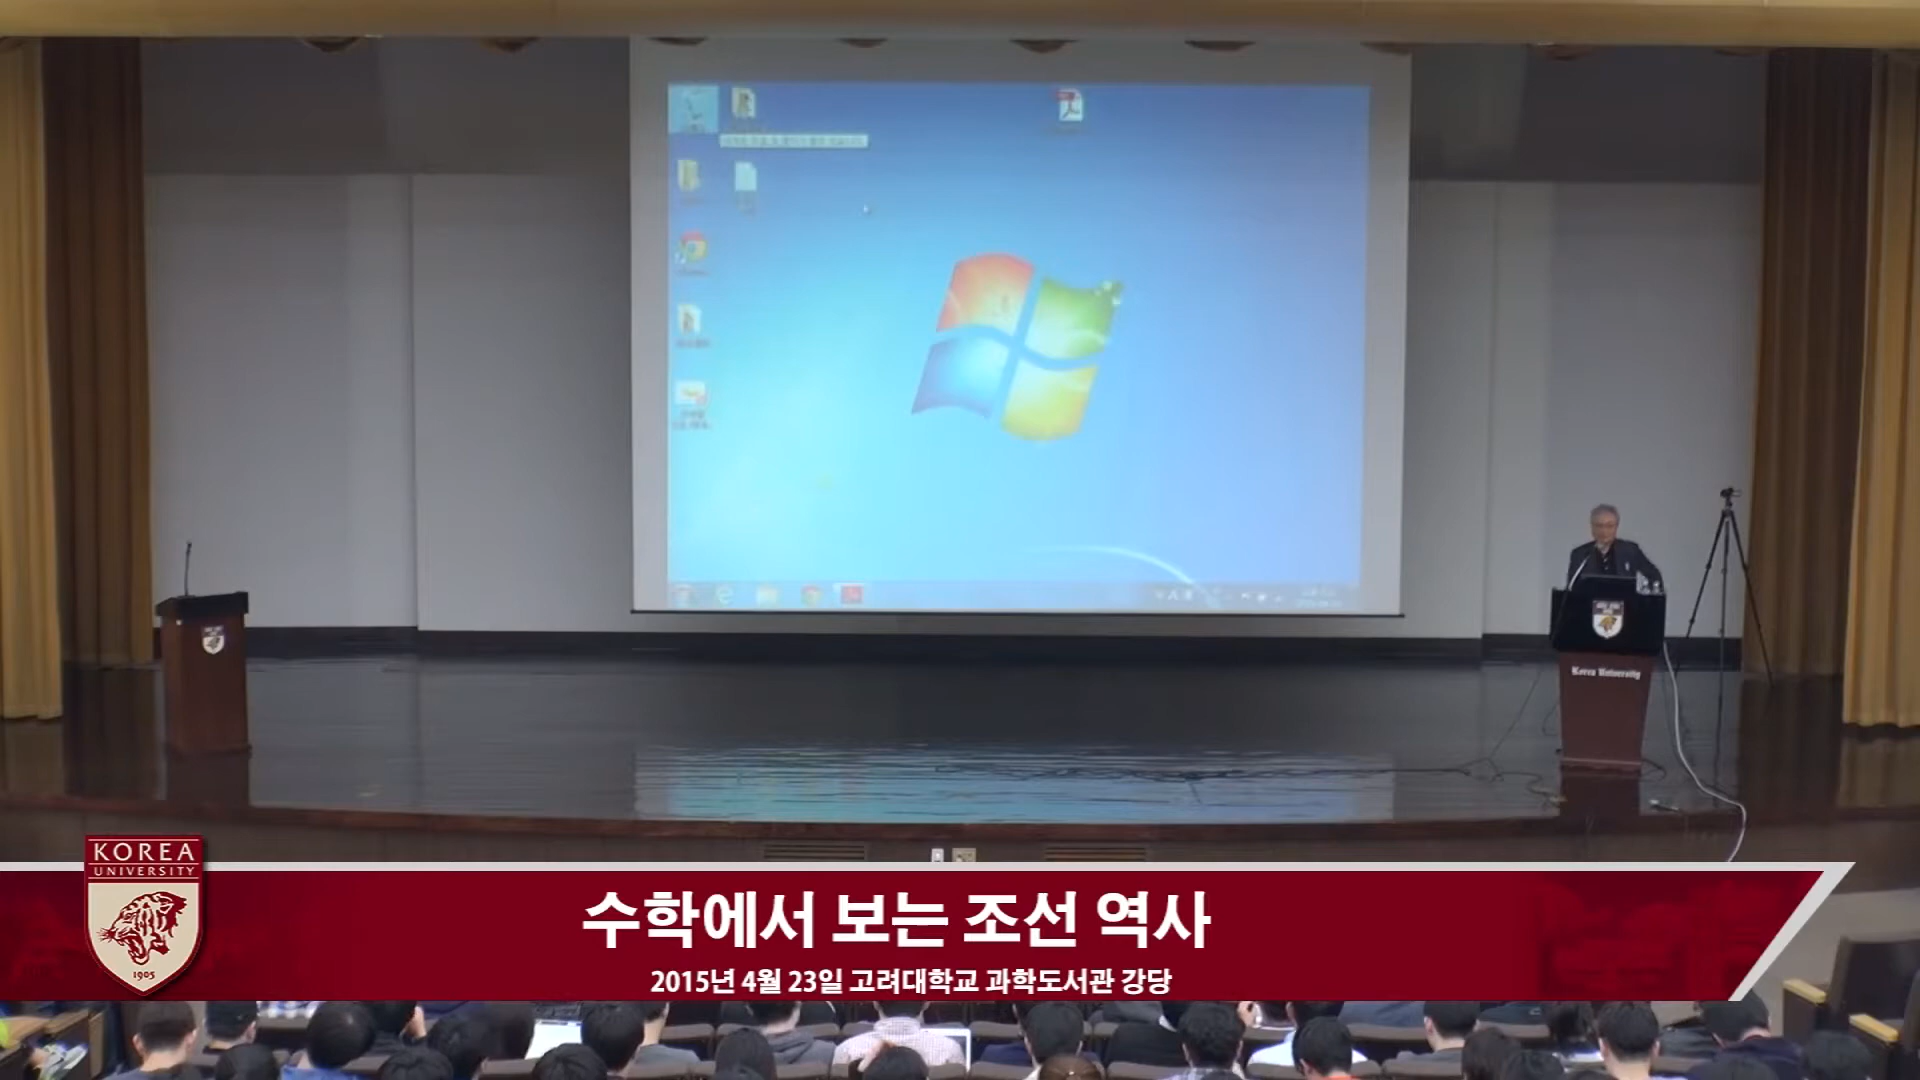 Korea University
KOREA
UNIVERSITY
1905
수학에서 보는 조선 역사
2015년 4월 23일 고려대학교 과학도서관 강당